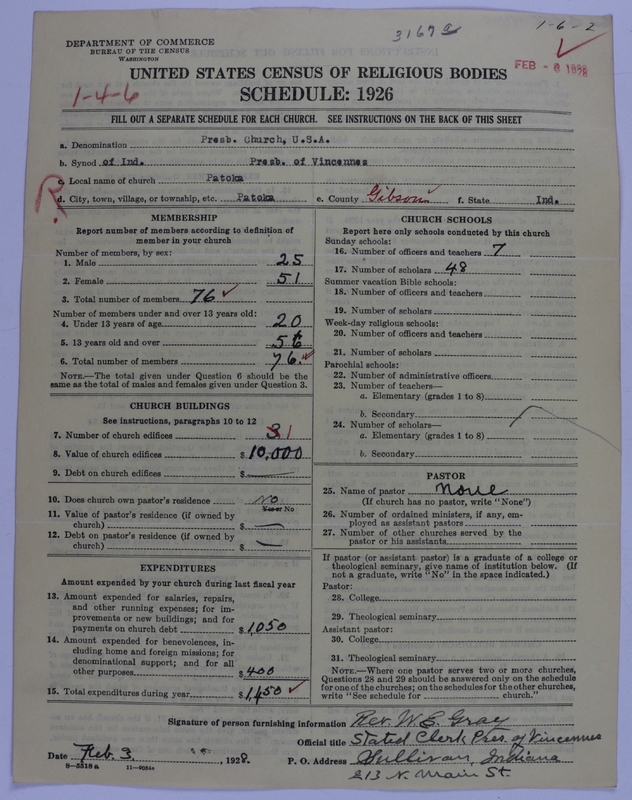 3167a
1-6-2
DEPARTMENT OF COMMERCE
BUREAU OF THE CENSUS
WASHINGTON
FEB - 6 1928
UNITED STATES CENSUS OF RELIGIOUS BODIES
1-4-6
SCHEDULE: 1926
FILL OUT A SEPARATE SCHEDULE FOR EACH CHURCH. SEE INSTRUCTIONS ON THE BACK OF THIS SHEET
a. Denomination Presb. Church, U.S.A.
b. Synod of Ind. Presb. of Vincennes
c. Local name of church Patoka
R.
d. City, town, village, or township, etc. Patoka e. County Gibson f. State Ind.
MEMBERSHIP
Report number of members according to definition of
member in your church
Number of members, by sex:
1. Male 25
2. Female 51
3. Total number of members 76
Number of members under and over 13 years old:
4. Under 13 years of age 20
5. 13 years old and over 56
6. Total number of members 76
NOTE.—The total given under Question 6 should be
the same as the total of males and females given under Question 3.
CHURCH BUILDINGS
See instructions, paragraphs 10 to 12
7. Number of church edifices 3 1
8. Value of church edifices $ 10,000
9. Debt on church edifices $
10. Does church own pastor's residence No
Yes or No
11. Value of pastor's residence (if owned by
church) $ —
12. Debt on pastor's residence (if owned by
church) $ —
EXPENDITURES
Amount expended by your church during last fiscal year
13. Amount expended for salaries, repairs,
and other running expenses; for im-
provements or new buildings; and for
payments on church debt $ 1050
14. Amount expended for benevolences, in-
cluding home and foreign missions; for
denominational support; and for all
other purposes $ 400
15. Total expenditures during year $ 1,450
CHURCH SCHOOLS
Report here only schools conducted by this church
Sunday schools:
16. Number of officers and teachers 7
17. Number of scholars 48
Summer vacation Bible schools:
18. Number of officers and teachers
19. Number of scholars
Week-day religious schools:
20. Number of officers and teachers
21. Number of scholars
Parochial schools:
22. Number of administrative officers
23. Number of teachers—
a. Elementary (grades 1 to 8)
b. Secondary
24. Number of scholars—
a. Elementary (grades 1 to 8)
b. Secondary
PASTOR
25. Name of pastor None
(If church has no pastor, write "None")
26. Number of ordained ministers, if any, em-
ployed as assistant pastors
27. Number of other churches served by the
pastor or his assistants
If pastor (or assistant pastor) is a graduate of a college or
theological seminary, give name of institution below. (If
not a graduate, write "No" in the space indicated.)
Pastor:
28. College
29. Theological seminary
Assistant pastor:
30. College
31. Theological seminary
NOTE.—Where one pastor serves two or more churches,
Questions 28 and 29 should be answered only on the schedule
for one of the churches; on the schedules for the other churches,
write "See schedule for church."
Signature of person furnishing information Rev. W. E. Gray
Official title Stated Clerk Pres. of Vincennes
Date Feb. 3, 1928. P. O. Address Sullivan, Indiana
8-5518a 11-9084a
213 N. Main St